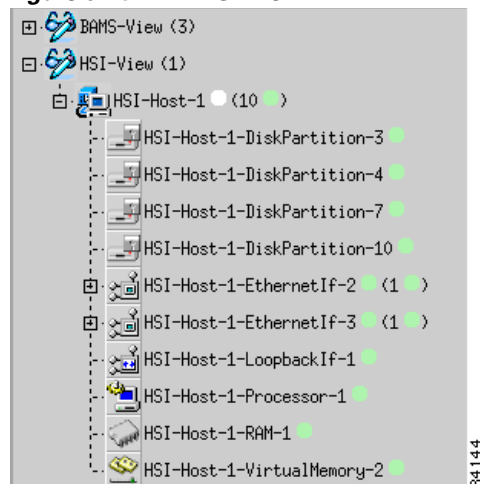 BAMS-View (3)
HSI-View (1)
HSI-Host-1 (10 )
HSI-Host-1-DiskPartition-3
HSI-Host-1-DiskPartition-4
HSI-Host-1-DiskPartition-7
HSI-Host-1-DiskPartition-10
HSI-Host-1-EthernetIf-2 (1 )
HSI-Host-1-EthernetIf-3 (1 )
HSI-Host-1-LoopbackIf-1
HSI-Host-1-Processor-1
HSI-Host-1-RAM-1
HSI-Host-1-VirtualMemory-2
84144